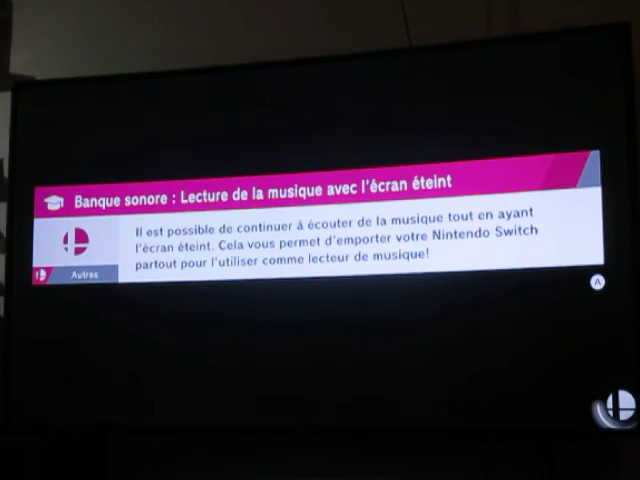 Banque sonore : Lecture de la musique avec l'écran éteint
Il est possible de continuer à écouter de la musique tout en ayant
l'écran éteint. Cela vous permet d'emporter votre Nintendo Switch
partout pour l'utiliser comme lecteur de musique!
Autres
A